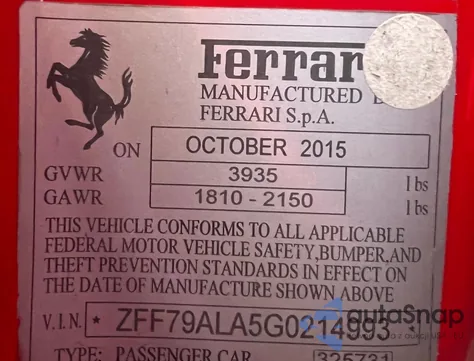 Ferrar
MANUFACTURED
FERRARI S.p.A.
ON OCTOBER 2015
GVWR 3935 lbs
GAWR 1810 - 2150 lbs
THIS VEHICLE CONFORMS TO ALL APPLICABLE
FEDERAL MOTOR VEHICLE SAFETY,BUMPER,AND
THEFT PREVENTION STANDARDS IN EFFECT ON
THE DATE OF MANUFACTURE SHOWN ABOVE
autoSnap
V.I.N. * ZFF79ALA5G0214993 *
TYPE: PASSENGER CAR 325731